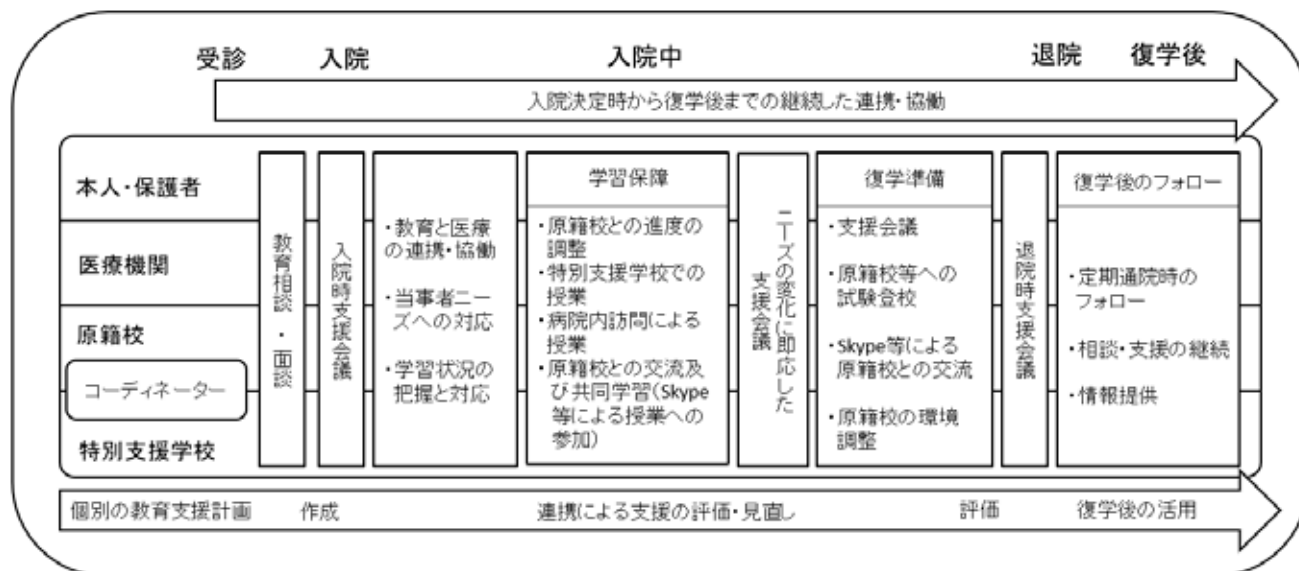 受診
入院
入院中
退院
復学後
入院決定時から復学後までの継続した連携・協働
本人・保護者
医療機関
原籍校
コーディネーター
特別支援学校
教育相談・面談
入院時支援会議
・教育と医療
の連携・協働
・当事者ニー
ズへの対応
・学習状況の
把握と対応
学習保障
・原籍校との進度の
調整
・特別支援学校での
授業
・病院内訪問による
授業
・原籍校との交流及
び共同学習(Skype
等による授業への
参加)
ニーズの変化に即応した
支援会議
復学準備
・支援会議
・原籍校等への
試験登校
・Skype等による
原籍校との交流
・原籍校の環境
調整
退院時支援会議
復学後のフォロー
・定期通院時の
フォロー
・相談・支援の継続
・情報提供
個別の教育支援計画
作成
連携による支援の評価・見直し
評価
復学後の活用